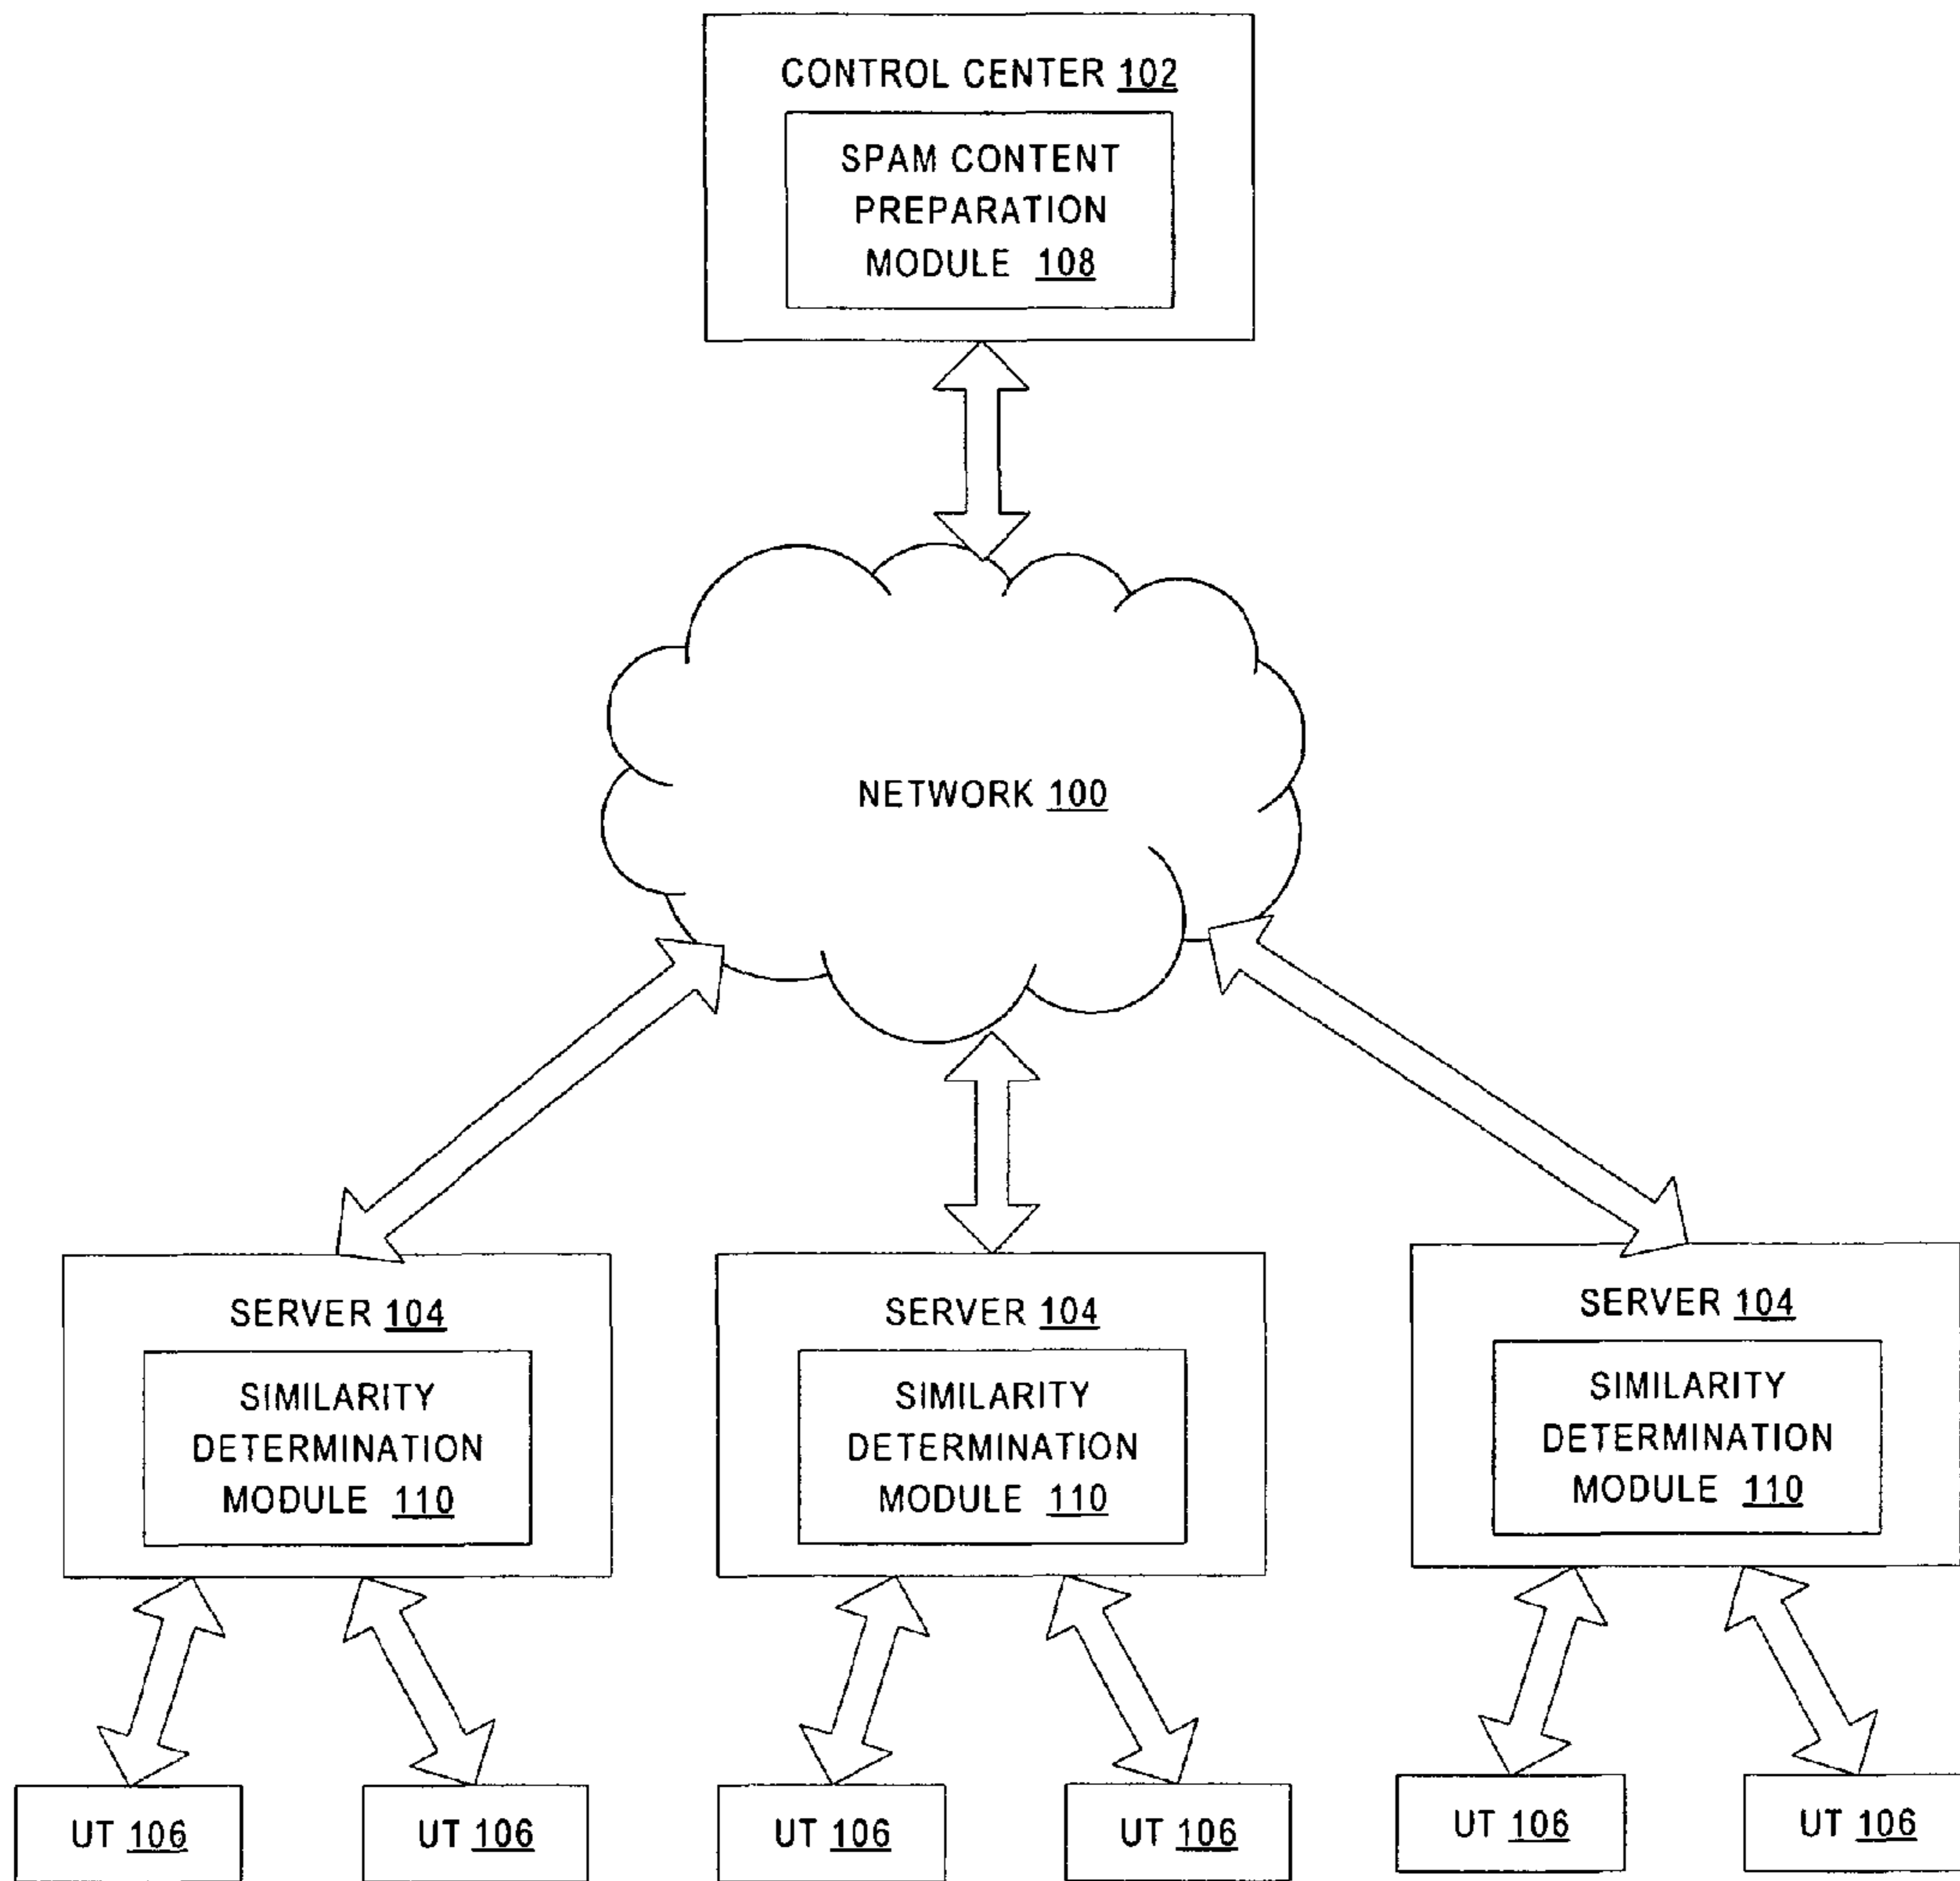 CONTROL CENTER 102
SPAM CONTENT
PREPARATION
MODULE 108
NETWORK 100
SERVER 104
SIMILARITY
DETERMINATION
MODULE 110
SERVER 104
SIMILARITY
DETERMINATION
MODULE 110
SERVER 104
SIMILARITY
DETERMINATION
MODULE 110
UT 106
UT 106
UT 106
UT 106
UT 106
UT 106